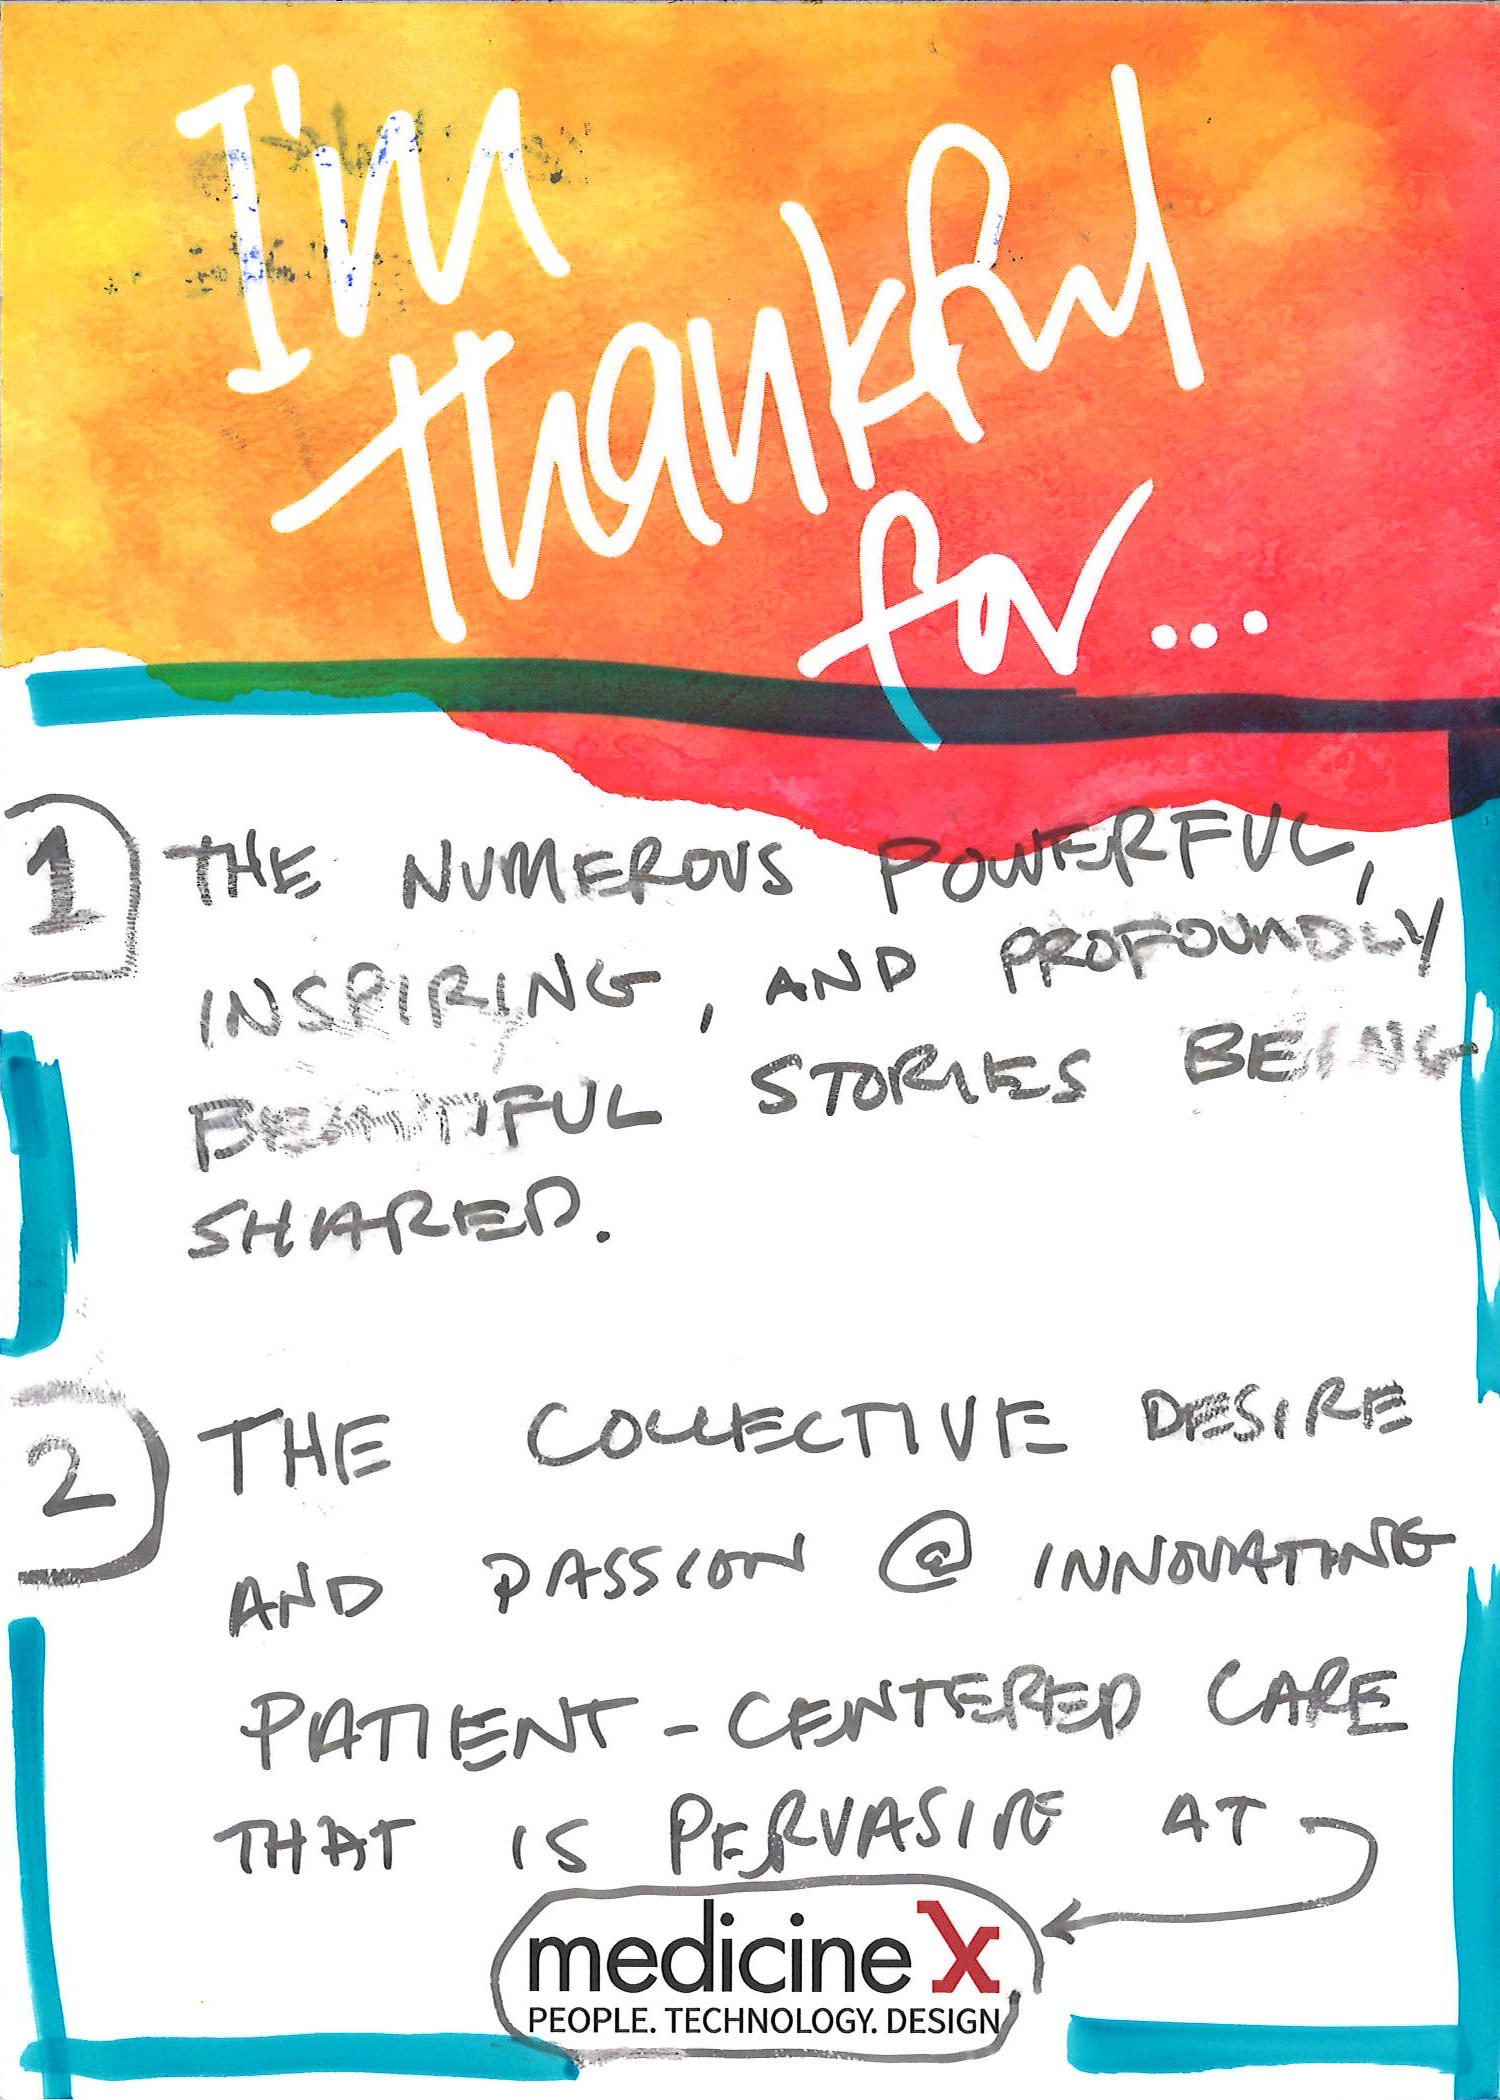 I'm
thankful
for...
1 THE NUMEROUS POWERFUL,
INSPIRING, AND PROFOUNDLY
BEAUTIFUL STORIES BEING
SHARED.
2 THE COLLECTIVE DESIRE
AND PASSION @ INNOVATING
PATIENT-CENTERED CARE
THAT IS PERVASIVE AT
medicine X
PEOPLE. TECHNOLOGY. DESIGN